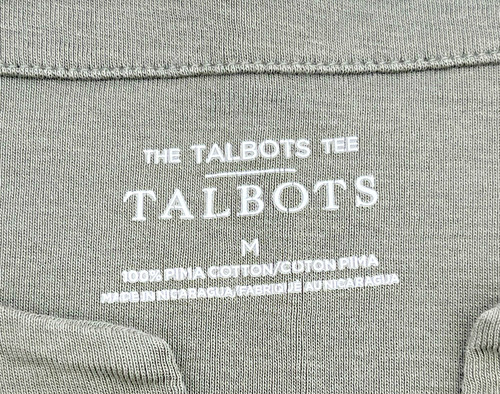 THE TALBOTS TEE
TALBOTS
M
100% PIMA COTTON/COTON PIMA
MADE IN NICARAGUA/FABRIQUÉ AU NICARAGUA